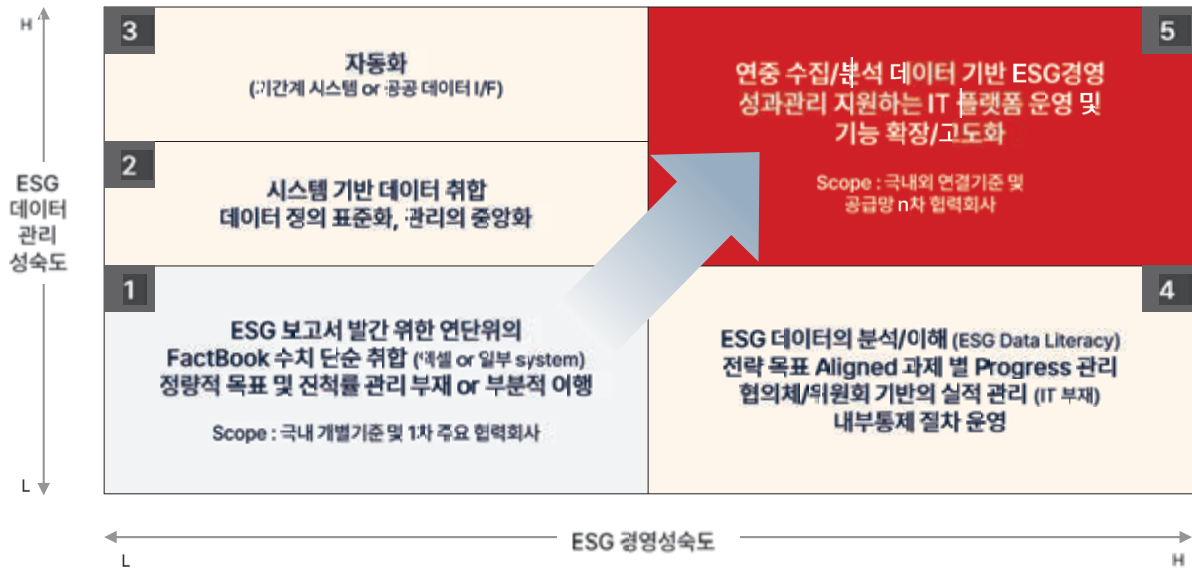 H
ESG
데이터
관리
성숙도
L
3
자동화
(기간계 시스템 or 공공 데이터 I/F)
2
시스템 기반 데이터 취합
데이터 정의 표준화, 관리의 중앙화
1
ESG 보고서 발간 위한 연단위의
FactBook 수치 단순 취합 (엑셀 or 일부 system)
정량적 목표 및 진척률 관리 부재 or 부분적 이행
Scope : 극내 개별기준 및 1차 주요 협력회사
5
연중 수집/분석 데이터 기반 ESG경영
성과관리 지원하는 IT 플랫폼 운영 및
기능 확장/고도화
Scope : 극내외 연결기준 및
공급망 n차 협력회사
4
ESG 데이터의 분석/이해 (ESG Data Literacy)
전략 목표 Aligned 과제 별 Progress 관리
협의체/위원회 기반의 실적 관리 (IT 부재)
내부통제 절차 운영
L
ESG 경영성숙도
H